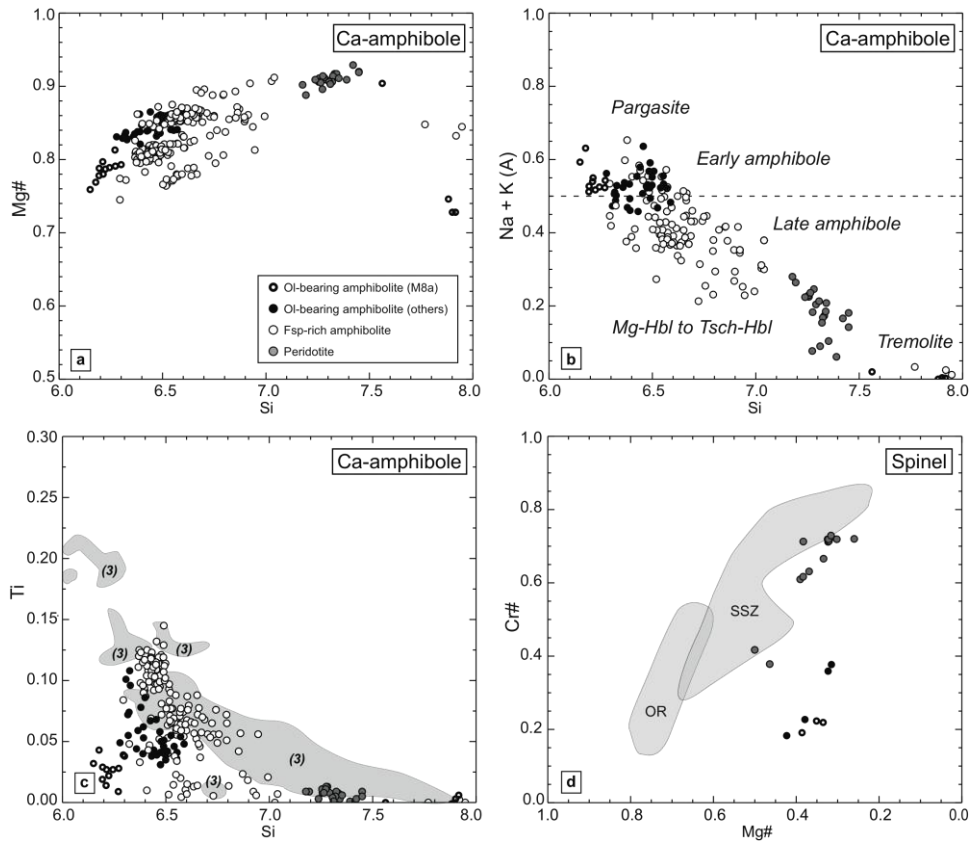 Ca-amphibole
1.0
0.9
0.8
0.7
0.6
0.5
Mg#
Ol-bearing amphibolite (M8a)
Ol-bearing amphibolite (others)
Fsp-rich amphibolite
Peridotite
a
6.0 6.5 7.0 7.5 8.0
Si
Ca-amphibole
1.0
0.8
0.6
0.4
0.2
0.0
Na + K (A)
Pargasite
Early amphibole
Late amphibole
Mg-Hbl to Tsch-Hbl
Tremolite
b
6.0 6.5 7.0 7.5 8.0
Si
Ca-amphibole
0.30
0.25
0.20
0.15
0.10
0.05
0.00
Ti
(3)
(3)
(3)
(3)
(3)
c
6.0 6.5 7.0 7.5 8.0
Si
Spinel
1.0
0.8
0.6
0.4
0.2
0.0
Cr#
SSZ
OR
d
1.0 0.8 0.6 0.4 0.2 0.0
Mg#